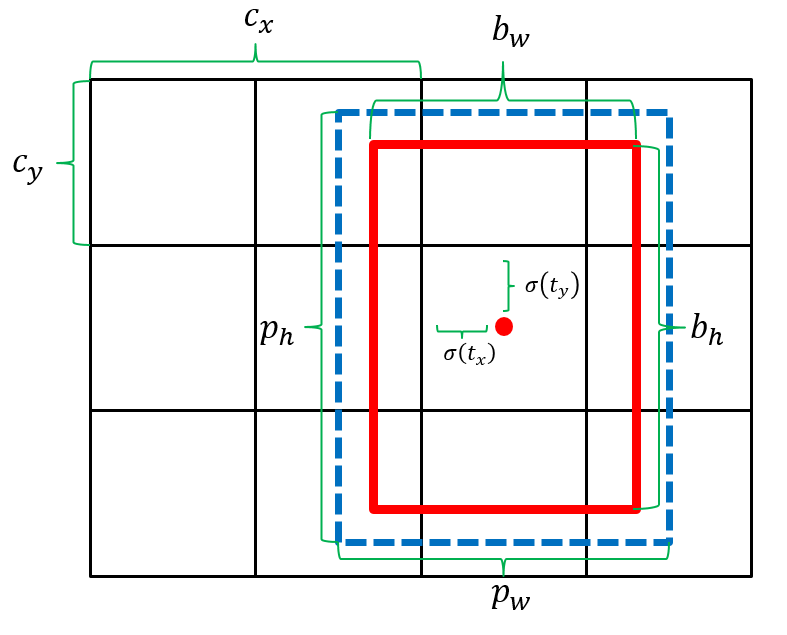 c_x
b_w
c_y
σ(t_y)
p_h
b_h
σ(t_x)
p_w